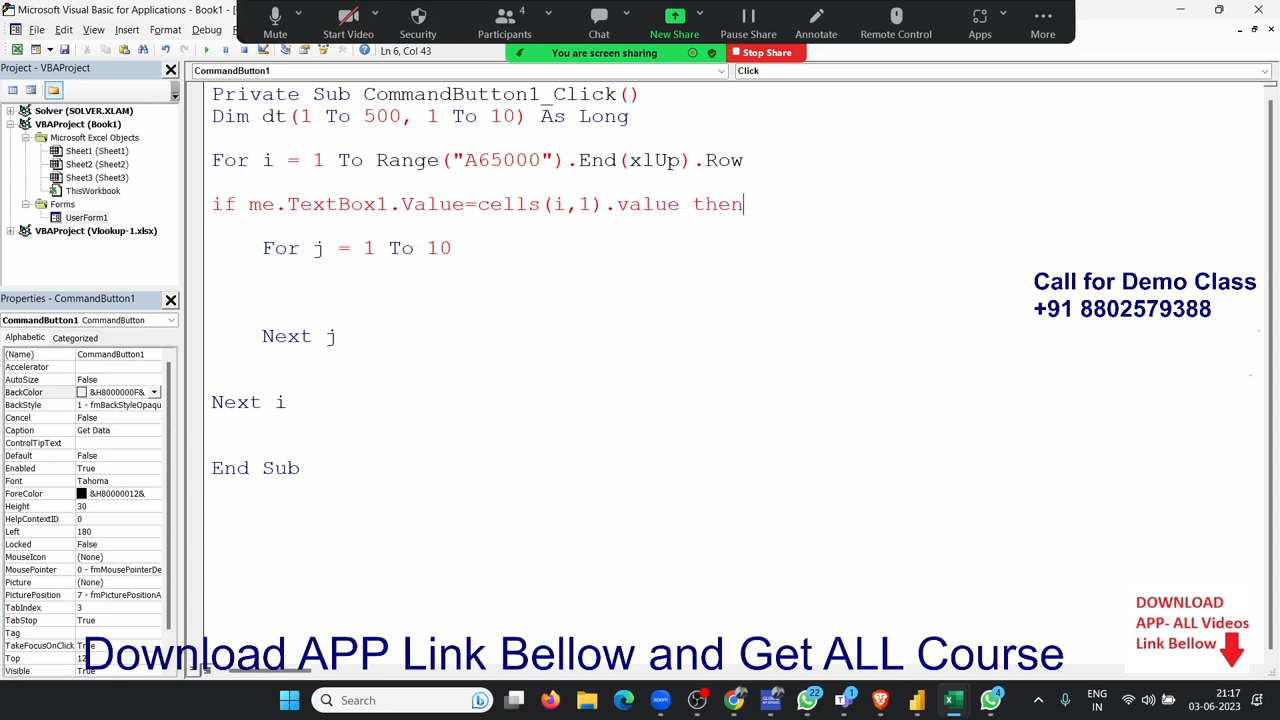 Microsoft Visual Basic for Applications - Book1 - [
File Edit View Insert Format Debug
Mute Start Video Security Participants 4 Chat New Share Pause Share Annotate Remote Control Apps More
You are screen sharing Stop Share
Ln 6, Col 43
Project - VBAProject
CommandButton1 Click
Solver (SOLVER.XLAM)
VBAProject (Book1)
Microsoft Excel Objects
Sheet1 (Sheet1)
Sheet2 (Sheet2)
Sheet3 (Sheet3)
ThisWorkbook
Forms
UserForm1
VBAProject (Vlookup-1.xlsx)
Private Sub CommandButton1_Click()
Dim dt(1 To 500, 1 To 10) As Long
For i = 1 To Range("A65000").End(xlUp).Row
if me.TextBox1.Value=cells(i,1).value then
For j = 1 To 10
Next j
Next i
End Sub
Call for Demo Class
+91 8802579388
Properties - CommandButton1
CommandButton1 CommandButton
Alphabetic Categorized
(Name) CommandButton1
Accelerator
AutoSize False
BackColor &H8000000F&
BackStyle 1 - fmBackStyleOpaqu
Cancel False
Caption Get Data
ControlTipText
Default False
Enabled True
Font Tahoma
ForeColor &H80000012&
Height 30
HelpContextID 0
Left 180
Locked False
MouseIcon (None)
MousePointer 0 - fmMousePointerDe
Picture (None)
PicturePosition 7 - fmPicturePositionA
TabIndex 3
TabStop True
Tag
TakeFocusOnClick
Top
Visible True
DOWNLOAD
APP- ALL Videos
Link Bellow
Download APP Link Bellow and Get ALL Course
Search
22 1 4
ENG
IN
21:17
03-06-2023